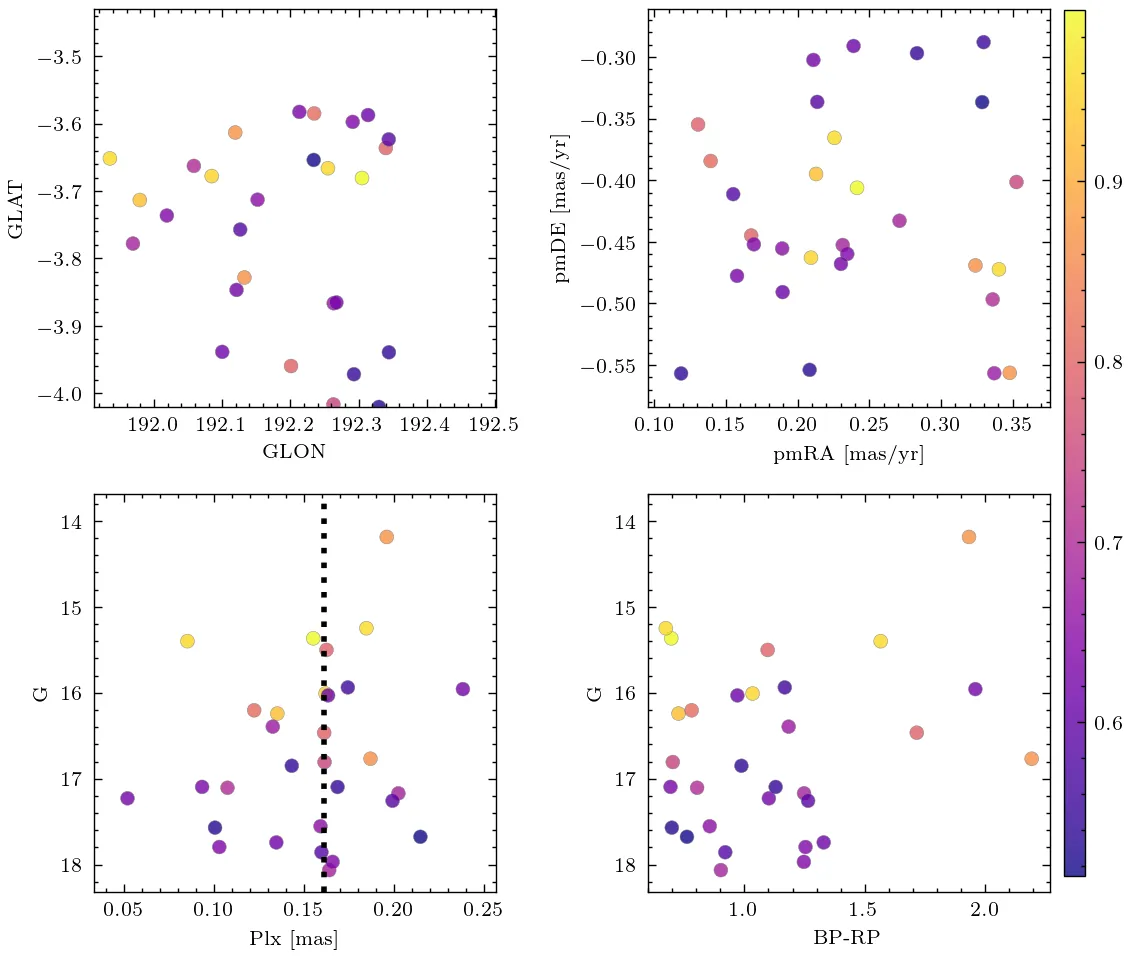 −3.5
−3.6
−3.7
−3.8
−3.9
−4.0
GLAT
192.0 192.1 192.2 192.3 192.4 192.5
GLON
−0.30
−0.35
−0.40
−0.45
−0.50
−0.55
pmDE [mas/yr]
0.10 0.15 0.20 0.25 0.30 0.35
pmRA [mas/yr]
0.9
0.8
0.7
0.6
14
15
16
17
18
G
0.05 0.10 0.15 0.20 0.25
Plx [mas]
14
15
16
17
18
G
1.0 1.5 2.0
BP-RP